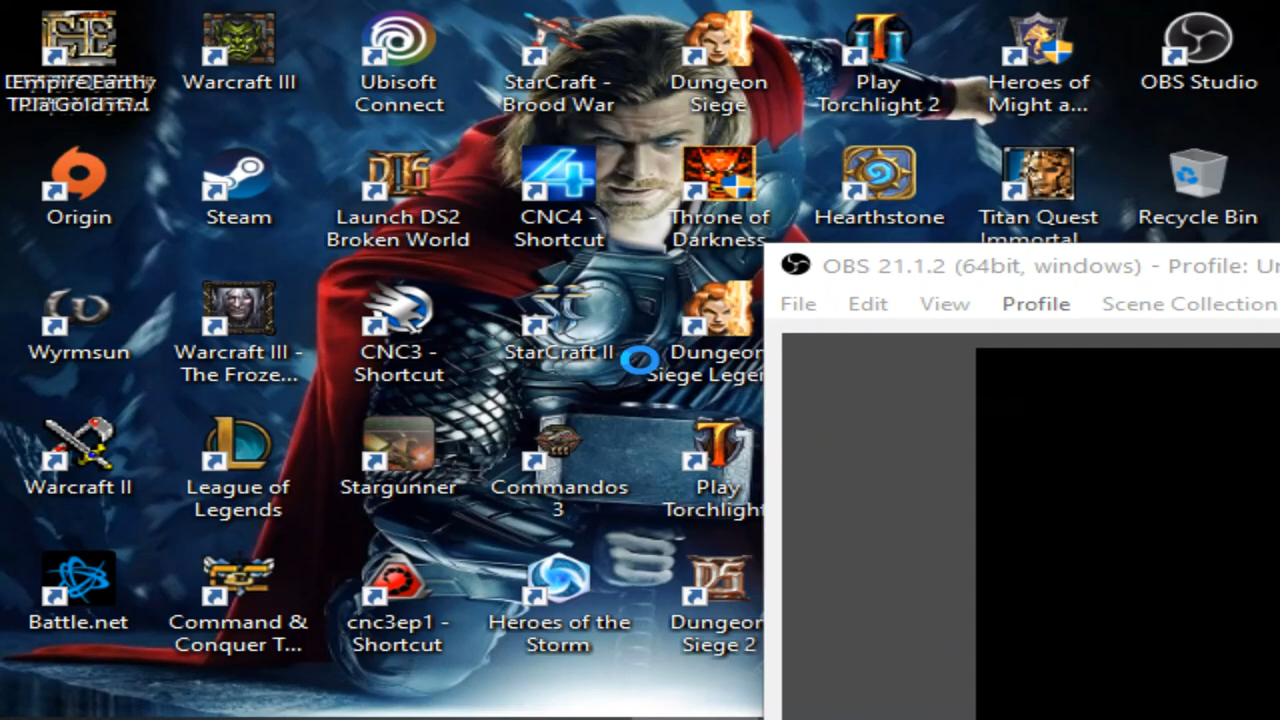 Warcraft III
Ubisoft
Connect
StarCraft -
Brood War
Dungeon
Siege
Play
Torchlight 2
Heroes of
Might a...
OBS Studio
Origin
Steam
Launch DS2
Broken World
CNC4 -
Shortcut
Throne of
Darkness
Hearthstone
Titan Quest
Immortal
Recycle Bin
OBS 21.1.2 (64bit, windows) - Profile:
File Edit View Profile Scene Collection
Wyrmsun
Warcraft III -
The Froze...
CNC3 -
Shortcut
StarCraft II
Dungeon
Siege
Warcraft II
League of
Legends
Stargunner
Commandos
3
Play
Torchlight
Battle.net
Command &
Conquer T...
cnc3ep1 -
Shortcut
Heroes of the
Storm
Dungeon
Siege 2